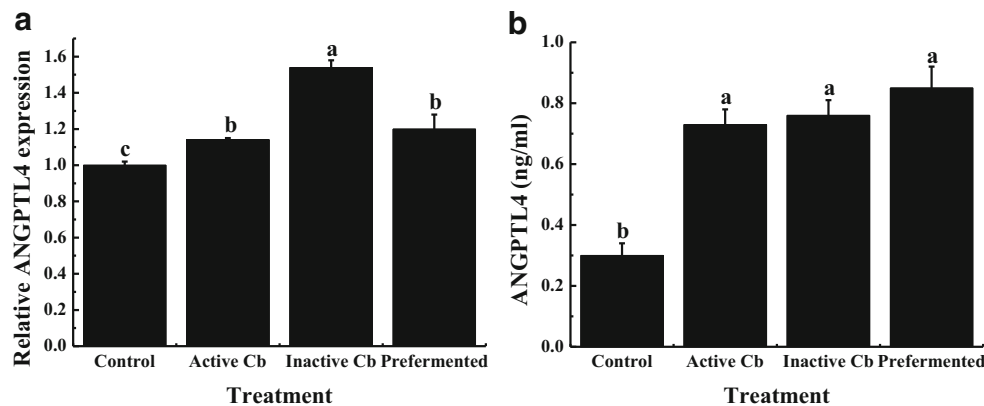 a
Relative ANGPTL4 expression
1.6
1.4
1.2
1.0
0.8
0.6
0.4
0.2
0.0
c
b
a
b
Control Active Cb Inactive Cb Prefermented
Treatment
b
ANGPTL4 (ng/ml)
1.0
0.8
0.6
0.4
0.2
0.0
b
a
a
a
Control Active Cb Inactive Cb Prefermented
Treatment